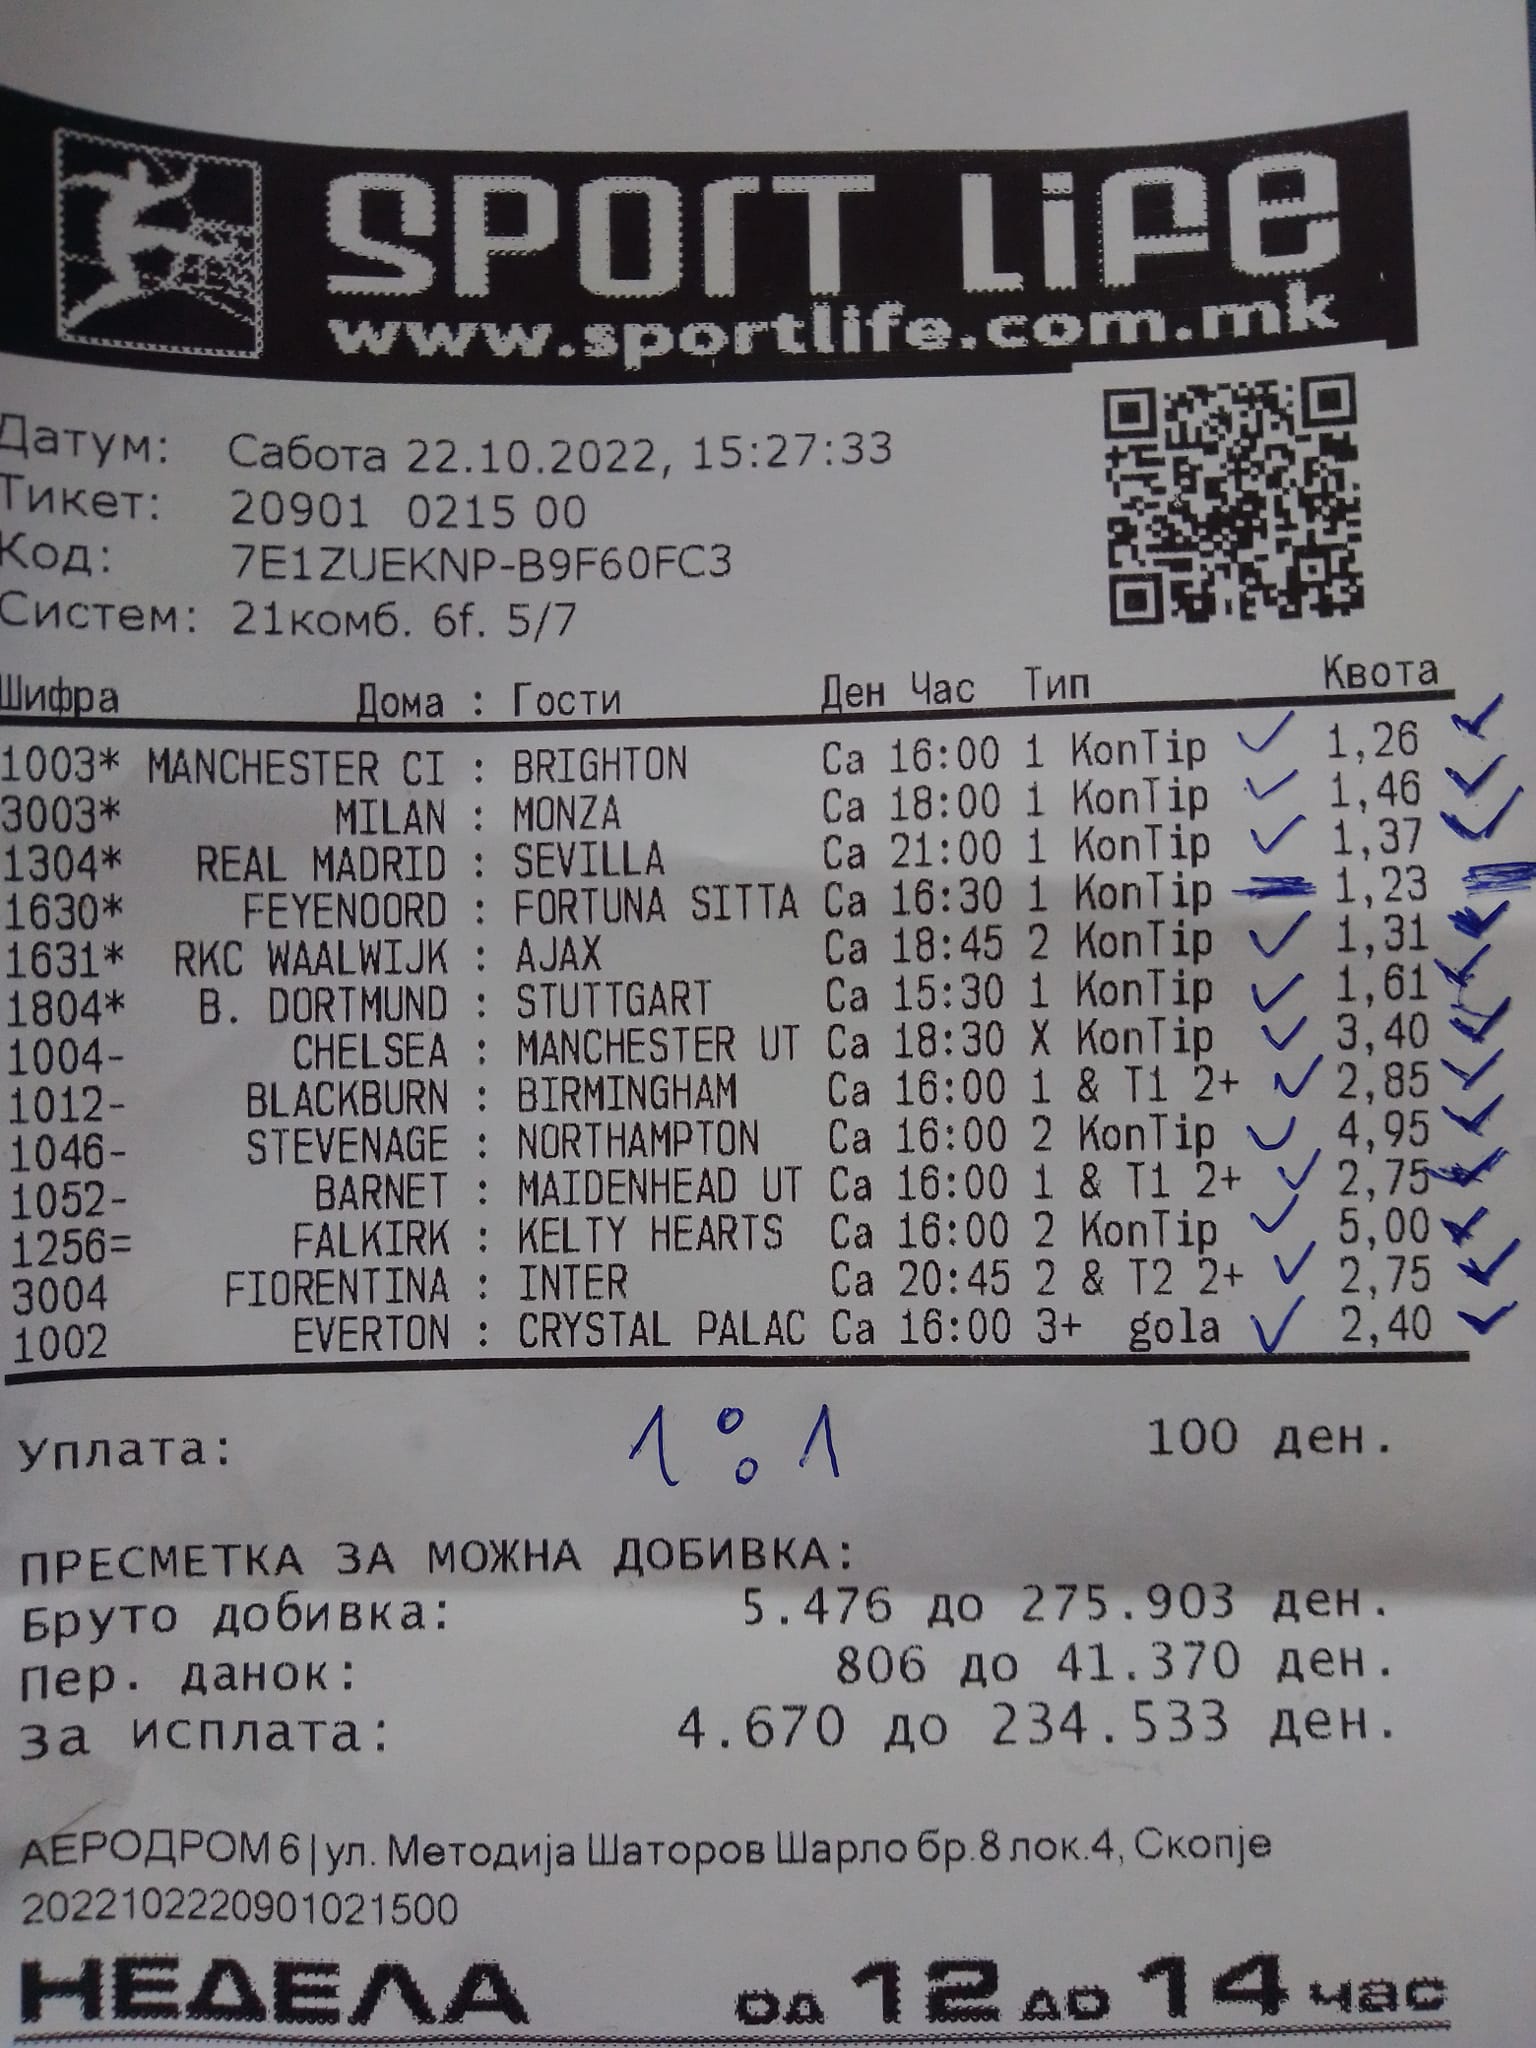 SPORT LIFE
www.sportlife.com.mk
Датум: Сабота 22.10.2022, 15:27:33
Тикет: 20901 0215 00
Код: 7E1ZUEKNP-B9F60FC3
Систем: 21комб. 6f. 5/7
Шифра Дома : Гости Ден Час Тип Квота
1003* MANCHESTER CI : BRIGHTON Са 16:00 1 KonTip 1,26
3003* MILAN : MONZA Са 18:00 1 KonTip 1,46
1304* REAL MADRID : SEVILLA Са 21:00 1 KonTip 1,37
1630* FEYENOORD : FORTUNA SITTA Са 16:30 1 KonTip 1,23
1631* RKC WAALWIJK : AJAX Са 18:45 2 KonTip 1,31
1804* B. DORTMUND : STUTTGART Са 15:30 1 KonTip 1,61
1004- CHELSEA : MANCHESTER UT Са 18:30 X KonTip 3,40
1012- BLACKBURN : BIRMINGHAM Са 16:00 1 & T1 2+ 2,85
1046- STEVENAGE : NORTHAMPTON Са 16:00 2 KonTip 4,95
1052- BARNET : MAIDENHEAD UT Са 16:00 1 & T1 2+ 2,75
1256= FALKIRK : KELTY HEARTS Са 16:00 2 KonTip 5,00
3004 FIORENTINA : INTER Са 20:45 2 & T2 2+ 2,75
1002 EVERTON : CRYSTAL PALAC Са 16:00 3+ gola 2,40
Уплата: 1:1 100 ден.
ПРЕСМЕТКА ЗА МОЖНА ДОБИВКА:
Бруто добивка: 5.476 до 275.903 ден.
Пер. данок: 806 до 41.370 ден.
За исплата: 4.670 до 234.533 ден.
АЕРОДРОМ 6|ул. Методија Шаторов Шарло бр.8 лок.4, Скопје
2022102220901021500
НЕДЕЛА од 12 до 14 час